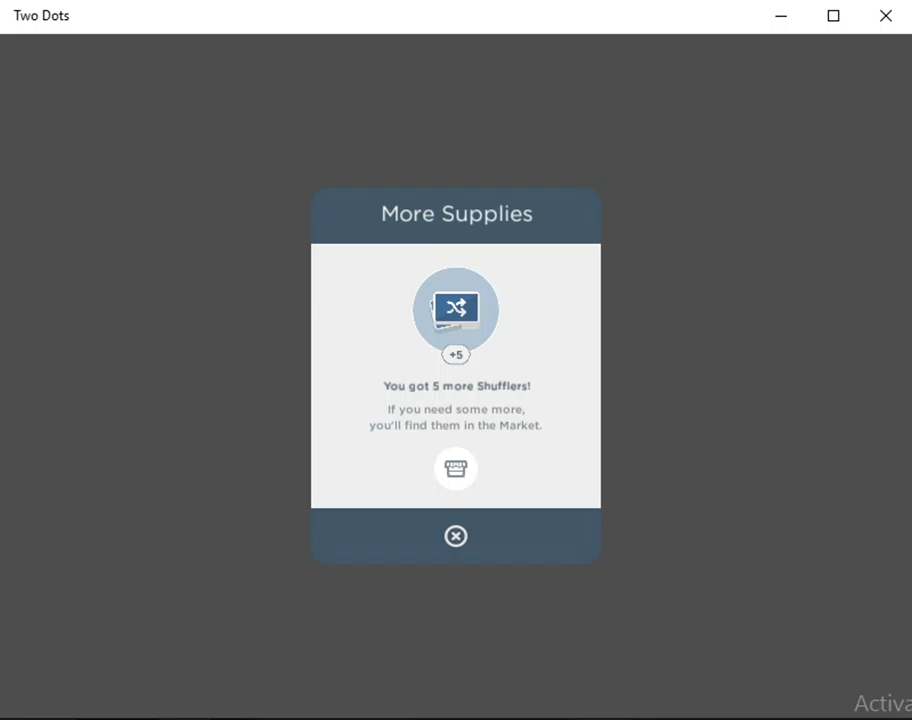 Two Dots
More Supplies
+5
You got 5 more Shufflers!
If you need some more,
you'll find them in the Market.
Activa